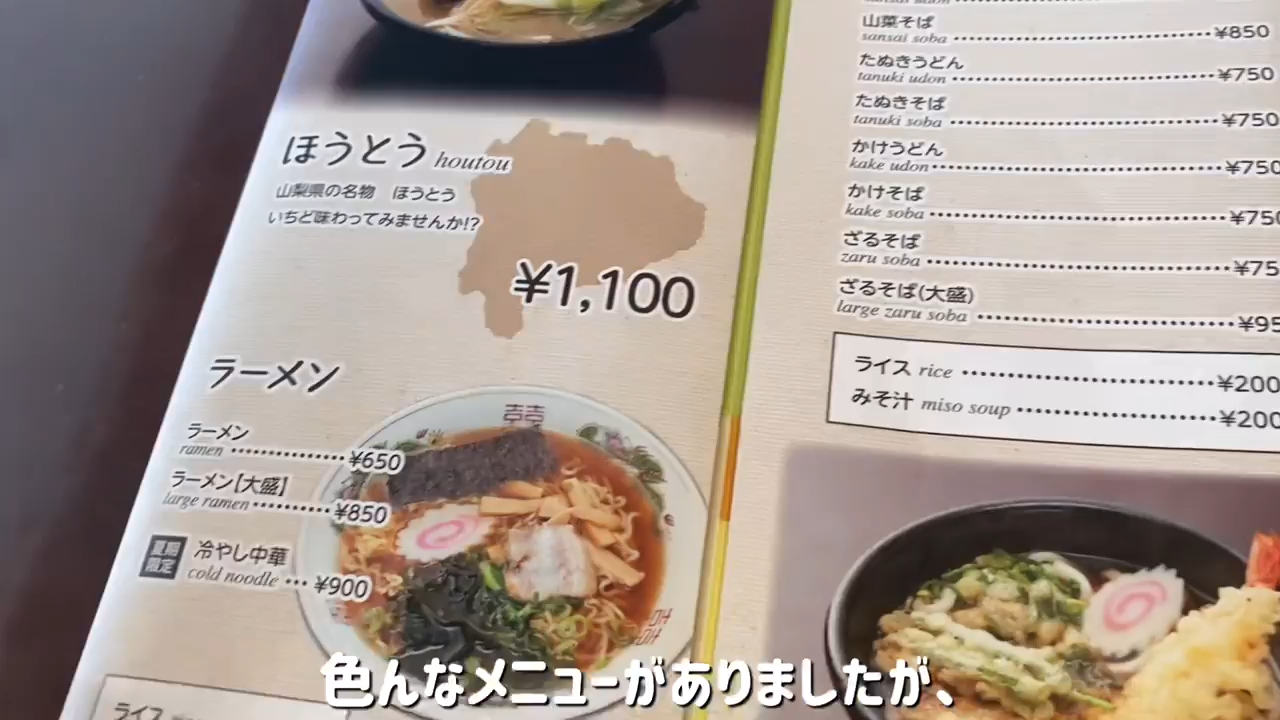 ほうとう houtou
山梨県の名物 ほうとう
いちど味わってみませんか!?
¥1,100
ラーメン
ラーメン
ramen ¥650
ラーメン【大盛】
large ramen ¥850
夏期限定
冷やし中華
cold noodle ¥900
ライス
山菜そば
sansai soba ¥850
たぬきうどん
tanuki udon ¥750
たぬきそば
tanuki soba ¥750
かけうどん
kake udon ¥750
かけそば
kake soba ¥750
ざるそば
zaru soba ¥75
ざるそば(大盛)
large zaru soba ¥95
ライス rice ¥200
みそ汁 miso soup ¥200
色んなメニューがありましたが、